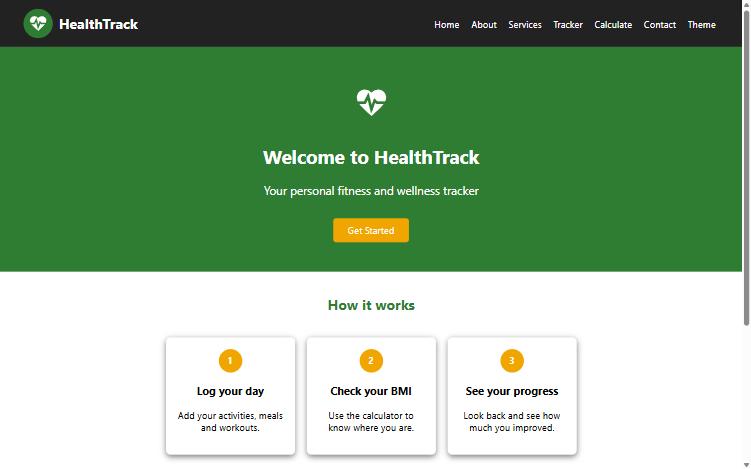 HealthTrack
Home About Services Tracker Calculate Contact Theme
Welcome to HealthTrack
Your personal fitness and wellness tracker
Get Started
How it works
1
Log your day
Add your activities, meals
and workouts.
2
Check your BMI
Use the calculator to
know where you are.
3
See your progress
Look back and see how
much you improved.